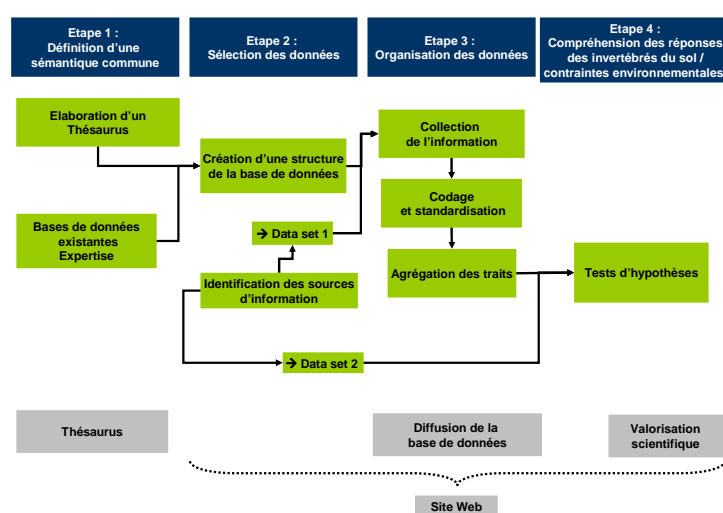 Etape 1 :
Définition d'une
sémantique commune
Etape 2 :
Sélection des données
Etape 3 :
Organisation des données
Etape 4 :
Compréhension des réponses
des invertébrés du sol /
contraintes environnementales
Elaboration d'un
Thésaurus
Bases de données
existantes
Expertise
Création d'une structure
de la base de données
→ Data set 1
Identification des sources
d'information
→ Data set 2
Collection
de l'information
Codage
et standardisation
Agrégation des traits
Tests d'hypothèses
Thésaurus
Diffusion de la
base de données
Valorisation
scientifique
Site Web